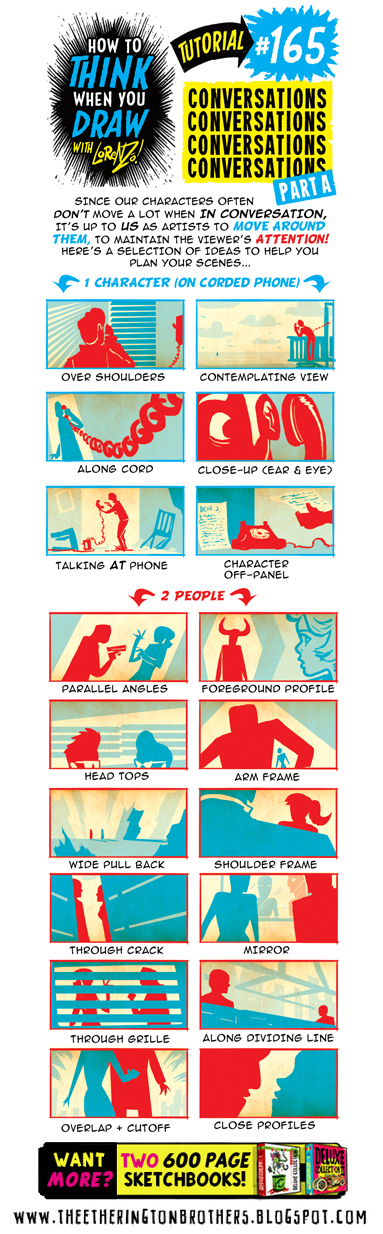 HOW TO
THINK
WHEN YOU
DRAW
WITH LORENZO!
TUTORIAL
#165
CONVERSATIONS
CONVERSATIONS
CONVERSATIONS
CONVERSATIONS
PART A
SINCE OUR CHARACTERS OFTEN
DON'T MOVE A LOT WHEN IN CONVERSATION,
IT'S UP TO US AS ARTISTS TO MOVE AROUND
THEM, TO MAINTAIN THE VIEWER'S ATTENTION!
HERE'S A SELECTION OF IDEAS TO HELP YOU
PLAN YOUR SCENES...
1 CHARACTER (ON CORDED PHONE)
OVER SHOULDERS
CONTEMPLATING VIEW
ALONG CORD
CLOSE-UP (EAR & EYE)
TALKING AT PHONE
CHARACTER
OFF-PANEL
2 PEOPLE
PARALLEL ANGLES
FOREGROUND PROFILE
HEAD TOPS
ARM FRAME
WIDE PULL BACK
SHOULDER FRAME
THROUGH CRACK
MIRROR
THROUGH GRILLE
ALONG DIVIDING LINE
OVERLAP + CUTOFF
CLOSE PROFILES
WANT
MORE?
TWO 600 PAGE
SKETCHBOOKS!
DELUXE
COLLECTION
WWW.THEETHERINGTONBROTHERS.BLOGSPOT.COM